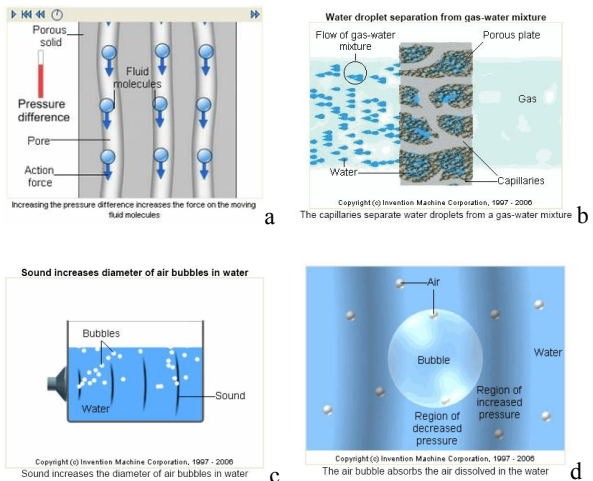 Porous
solid
Fluid
molecules
Pressure
difference
Pore
Action
force
Increasing the pressure difference increases the force on the moving
fluid molecules
a
Water droplet separation from gas-water mixture
Flow of gas-water
mixture
Porous plate
Gas
Water
Capillaries
Copyright (c) Invention Machine Corporation, 1997 - 2006
The capillaries separate water droplets from a gas-water mixture
b
Sound increases diameter of air bubbles in water
Bubbles
Sound
Water
Copyright (c) Invention Machine Corporation, 1997 - 2006
Sound increases the diameter of air bubbles in water
c
Air
Bubble
Water
Region of
increased
pressure
Region of
decreased
pressure
Copyright (c) Invention Machine Corporation, 1997 - 2006
The air bubble absorbs the air dissolved in the water
d